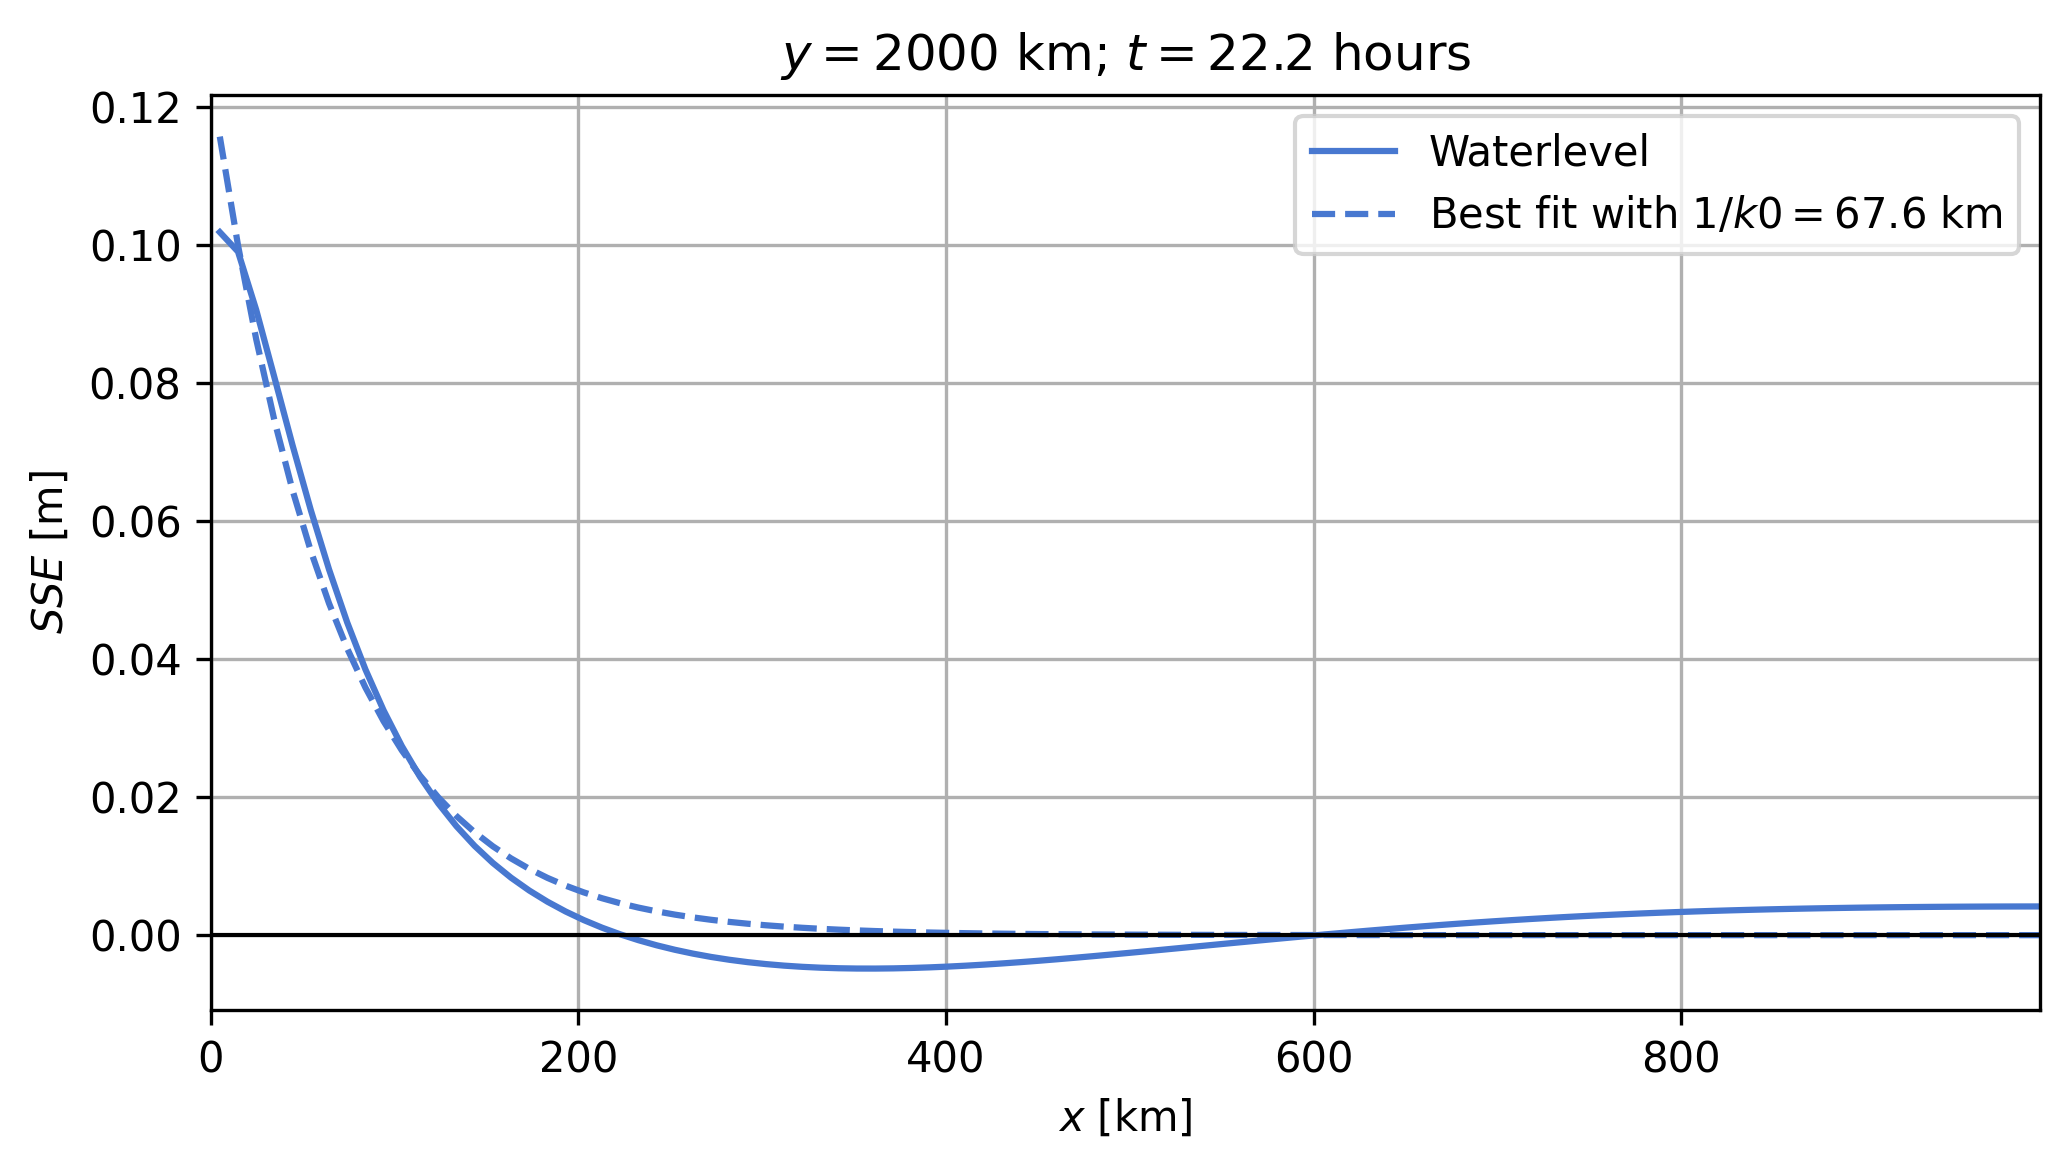 y = 2000 km; t = 22.2 hours
Waterlevel
Best fit with 1/k0 = 67.6 km
SSE [m]
0.12
0.10
0.08
0.06
0.04
0.02
0.00
0 200 400 600 800
x [km]